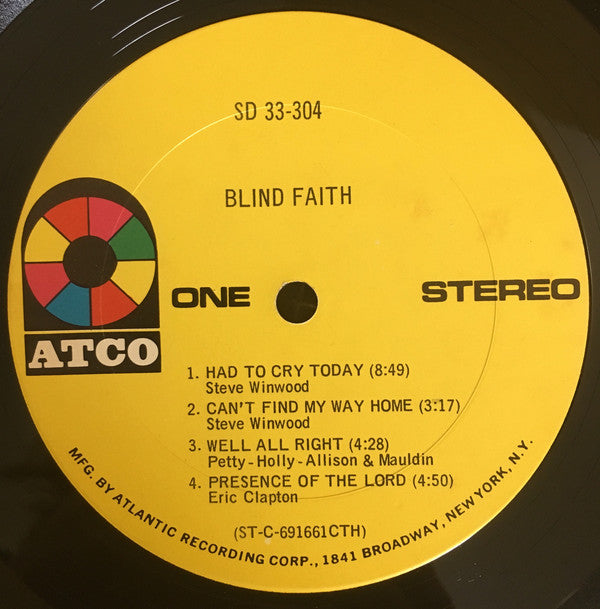 SD 33-304
BLIND FAITH
ATCO
ONE
STEREO
1. HAD TO CRY TODAY (8:49)
Steve Winwood
2. CAN'T FIND MY WAY HOME (3:17)
Steve Winwood
3. WELL ALL RIGHT (4:28)
Petty-Holly-Allison & Mauldin
4. PRESENCE OF THE LORD (4:50)
Eric Clapton
(ST-C-691661CTH)
MFG. BY ATLANTIC RECORDING CORP., 1841 BROADWAY, NEW YORK, N.Y.